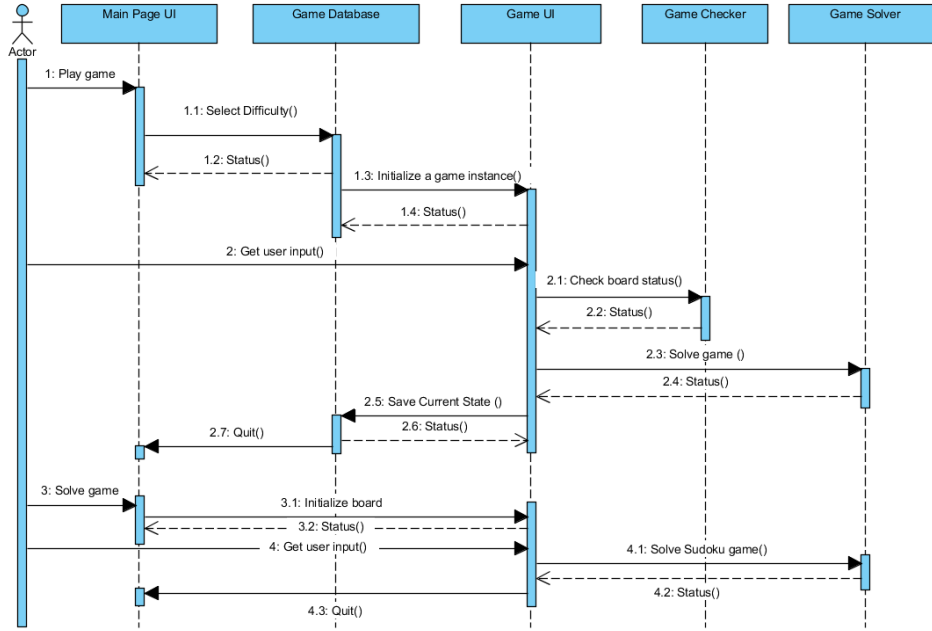 Main Page UI
Game Database
Game UI
Game Checker
Game Solver
Actor
1: Play game
1.1: Select Difficulty()
1.2: Status()
1.3: Initialize a game instance()
1.4: Status()
2: Get user input()
2.1: Check board status()
2.2: Status()
2.3: Solve game ()
2.4: Status()
2.5: Save Current State ()
2.6: Status()
2.7: Quit()
3: Solve game
3.1: Initialize board
3.2: Status()
4: Get user input()
4.1: Solve Sudoku game()
4.2: Status()
4.3: Quit()